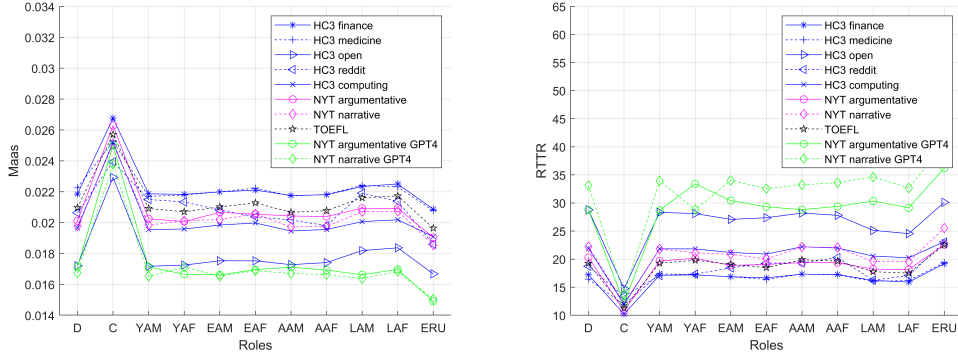 0.034
0.032
0.03
0.028
0.026
0.024
0.022
0.02
0.018
0.016
0.014
Maas
D C YAM YAF EAM EAF AAM AAF LAM LAF ERU
Roles
HC3 finance
HC3 medicine
HC3 open
HC3 reddit
HC3 computing
NYT argumentative
NYT narrative
TOEFL
NYT argumentative GPT4
NYT narrative GPT4
65
60
55
50
45
40
35
30
25
20
15
10
RTTR
D C YAM YAF EAM EAF AAM AAF LAM LAF ERU
Roles
HC3 finance
HC3 medicine
HC3 open
HC3 reddit
HC3 computing
NYT argumentative
NYT narrative
TOEFL
NYT argumentative GPT4
NYT narrative GPT4